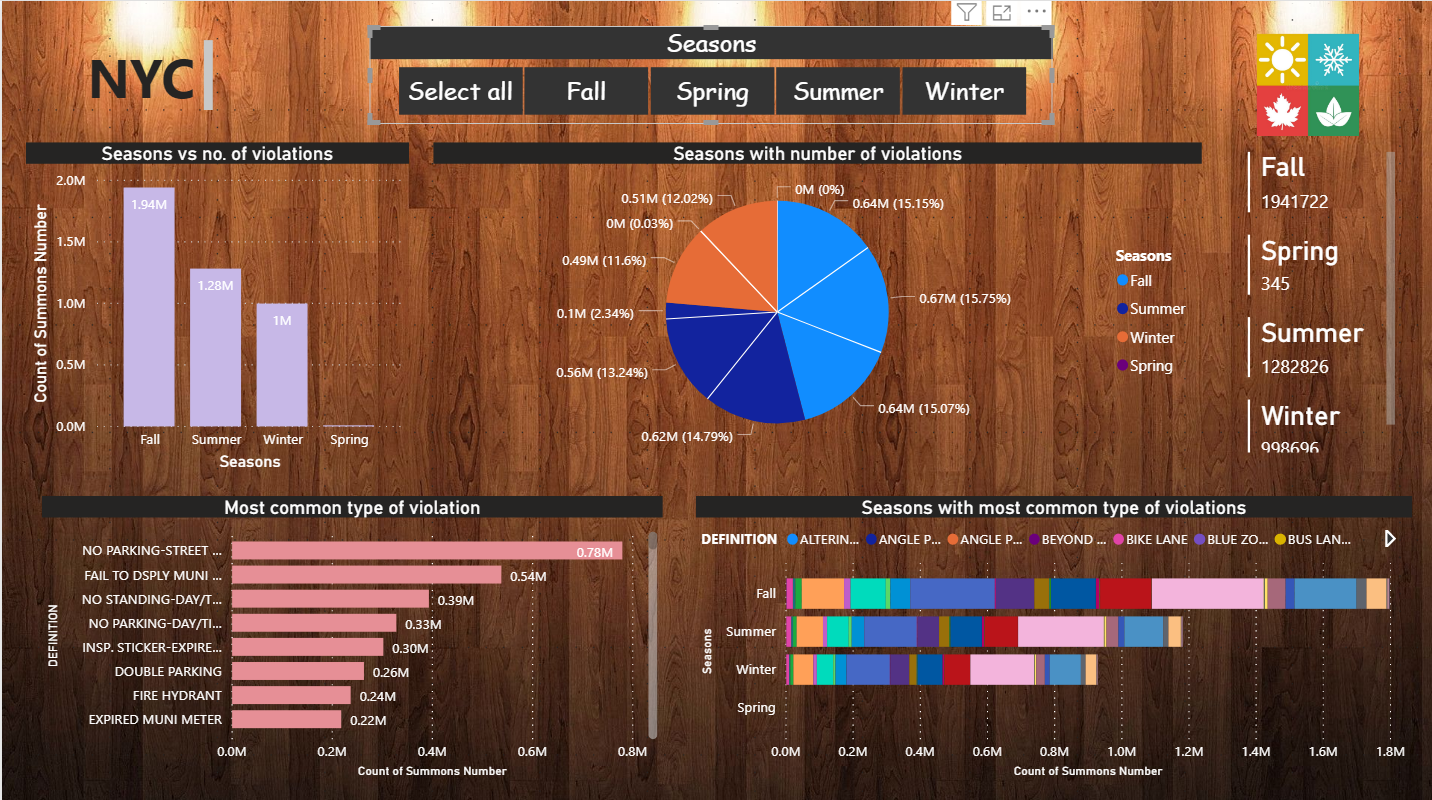 NYC
Seasons
Select all
Fall
Spring
Summer
Winter
Seasons vs no. of violations
2.0M
1.5M
1.0M
0.5M
0.0M
Count of Summons Number
1.94M
1.28M
1M
Fall
Summer
Winter
Spring
Seasons
Seasons with number of violations
0M (0%)
0.64M (15.15%)
0.67M (15.75%)
0.64M (15.07%)
0.62M (14.79%)
0.56M (13.24%)
0.1M (2.34%)
0.49M (11.6%)
0M (0.03%)
0.51M (12.02%)
Seasons
Fall
Summer
Winter
Spring
Fall
1941722
Spring
345
Summer
1282826
Winter
998696
Most common type of violation
DEFINITION
NO PARKING-STREET ...
0.78M
FAIL TO DSPLY MUNI ...
0.54M
NO STANDING-DAY/T...
0.39M
NO PARKING-DAY/TI...
0.33M
INSP. STICKER-EXPIRE...
0.30M
DOUBLE PARKING
0.26M
FIRE HYDRANT
0.24M
EXPIRED MUNI METER
0.22M
0.0M
0.2M
0.4M
0.6M
0.8M
Count of Summons Number
Seasons with most common type of violations
DEFINITION
ALTERIN...
ANGLE P...
ANGLE P...
BEYOND ...
BIKE LANE
BLUE ZO...
BUS LAN...
Seasons
Fall
Summer
Winter
Spring
0.0M
0.2M
0.4M
0.6M
0.8M
1.0M
1.2M
1.4M
1.6M
1.8M
Count of Summons Number